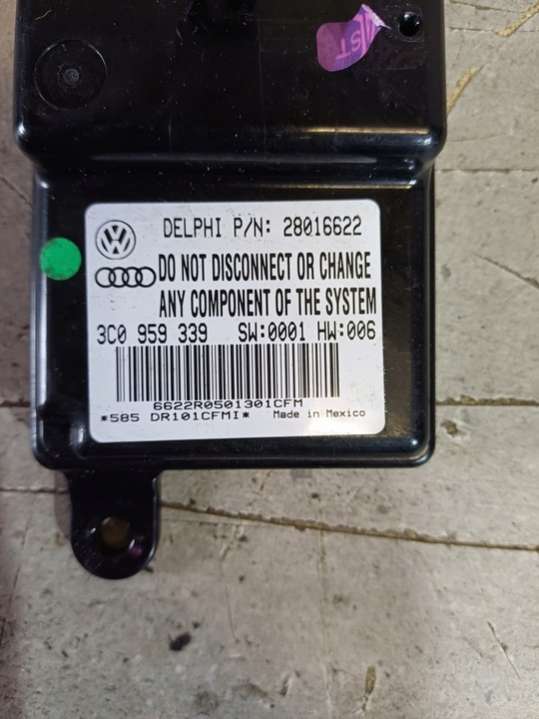 ST
DELPHI P/N: 28016622
DO NOT DISCONNECT OR CHANGE
ANY COMPONENT OF THE SYSTEM
3C0 959 339 SW:0001 HW:006
6622R0501301CFM
*585 DR101CFMI* Made in Mexico